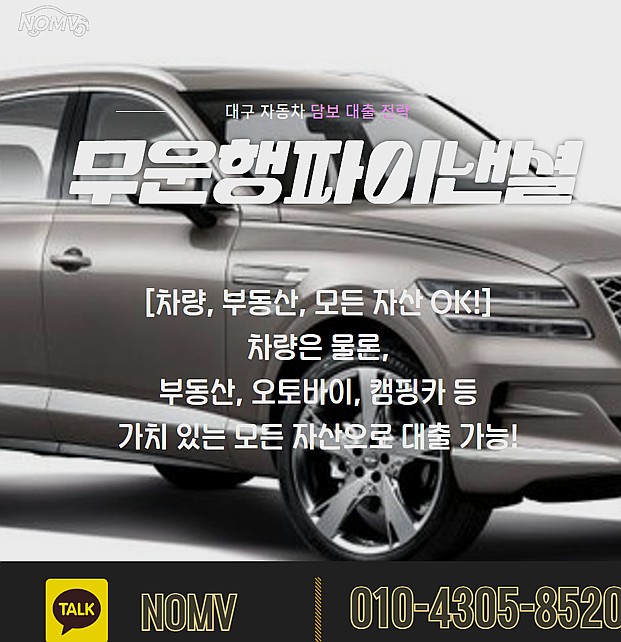 NOMV
대구 자동차 담보 대출 전략
무운행파이낸셜
[차량, 부동산, 모든 자산 OK!]
차량은 물론,
부동산, 오토바이, 캠핑카 등
가치 있는 모든 자산으로 대출 가능!
TALK NOMV 010-4305-8520